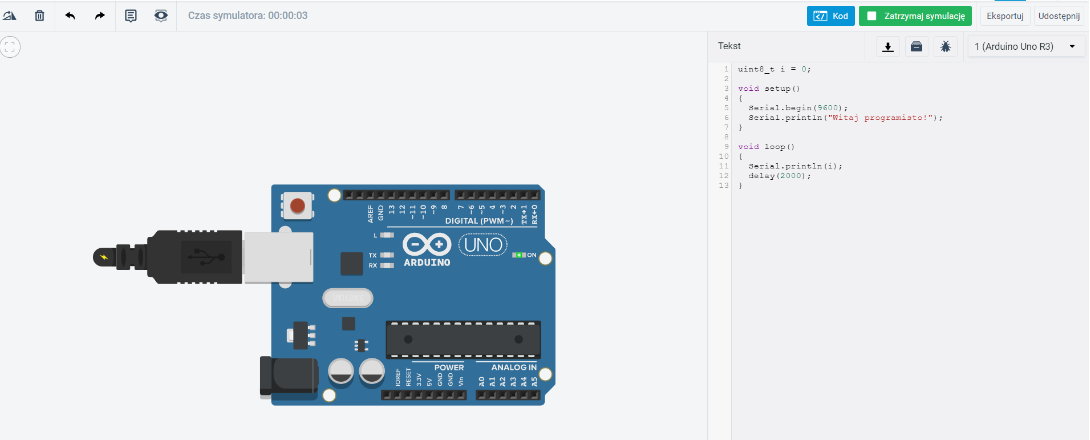 Czas symulatora: 00:00:03
Kod
Zatrzymaj symulację
Eksportuj
Udostępnij
Tekst
1 (Arduino Uno R3)
1 uint8_t i = 0;
2
3 void setup()
4 {
5   Serial.begin(9600);
6   Serial.println("Witaj programisto!");
7 }
8
9 void loop()
10 {
11   Serial.println(i);
12   delay(2000);
13 }
AREF
GND
13
12
~11
~10
~9
8
7
~6
~5
4
~3
2
TX→1
RX←0
DIGITAL (PWM~)
L
TX
RX
ARDUINO
UNO
ON
POWER
ANALOG IN
IOREF
RESET
3.3V
5V
GND
GND
Vin
A0
A1
A2
A3
A4
A5